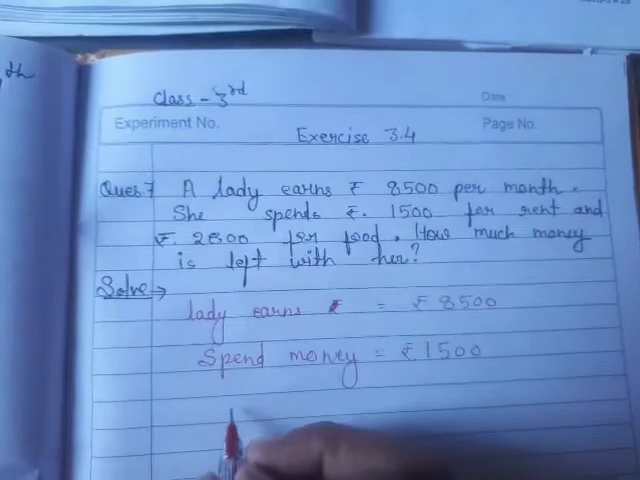 th
Class - 3rd
Date
Experiment No.
Exercise 3.4
Page No.
Ques.7 A lady earns ₹ 8500 per month.
She spends ₹. 1500 for rent and
₹. 2800 for food. How much money
is left with her?
Solve →
lady earns ₹ = ₹ 8500
Spend money = ₹ 1500